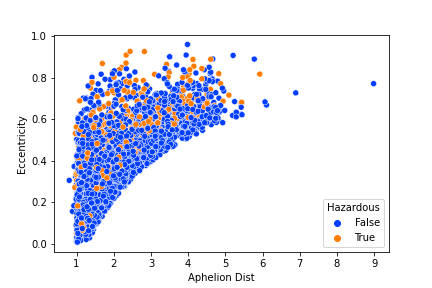 1.0
0.8
0.6
0.4
0.2
0.0
Eccentricity
1 2 3 4 5 6 7 8 9
Aphelion Dist
Hazardous
False
True